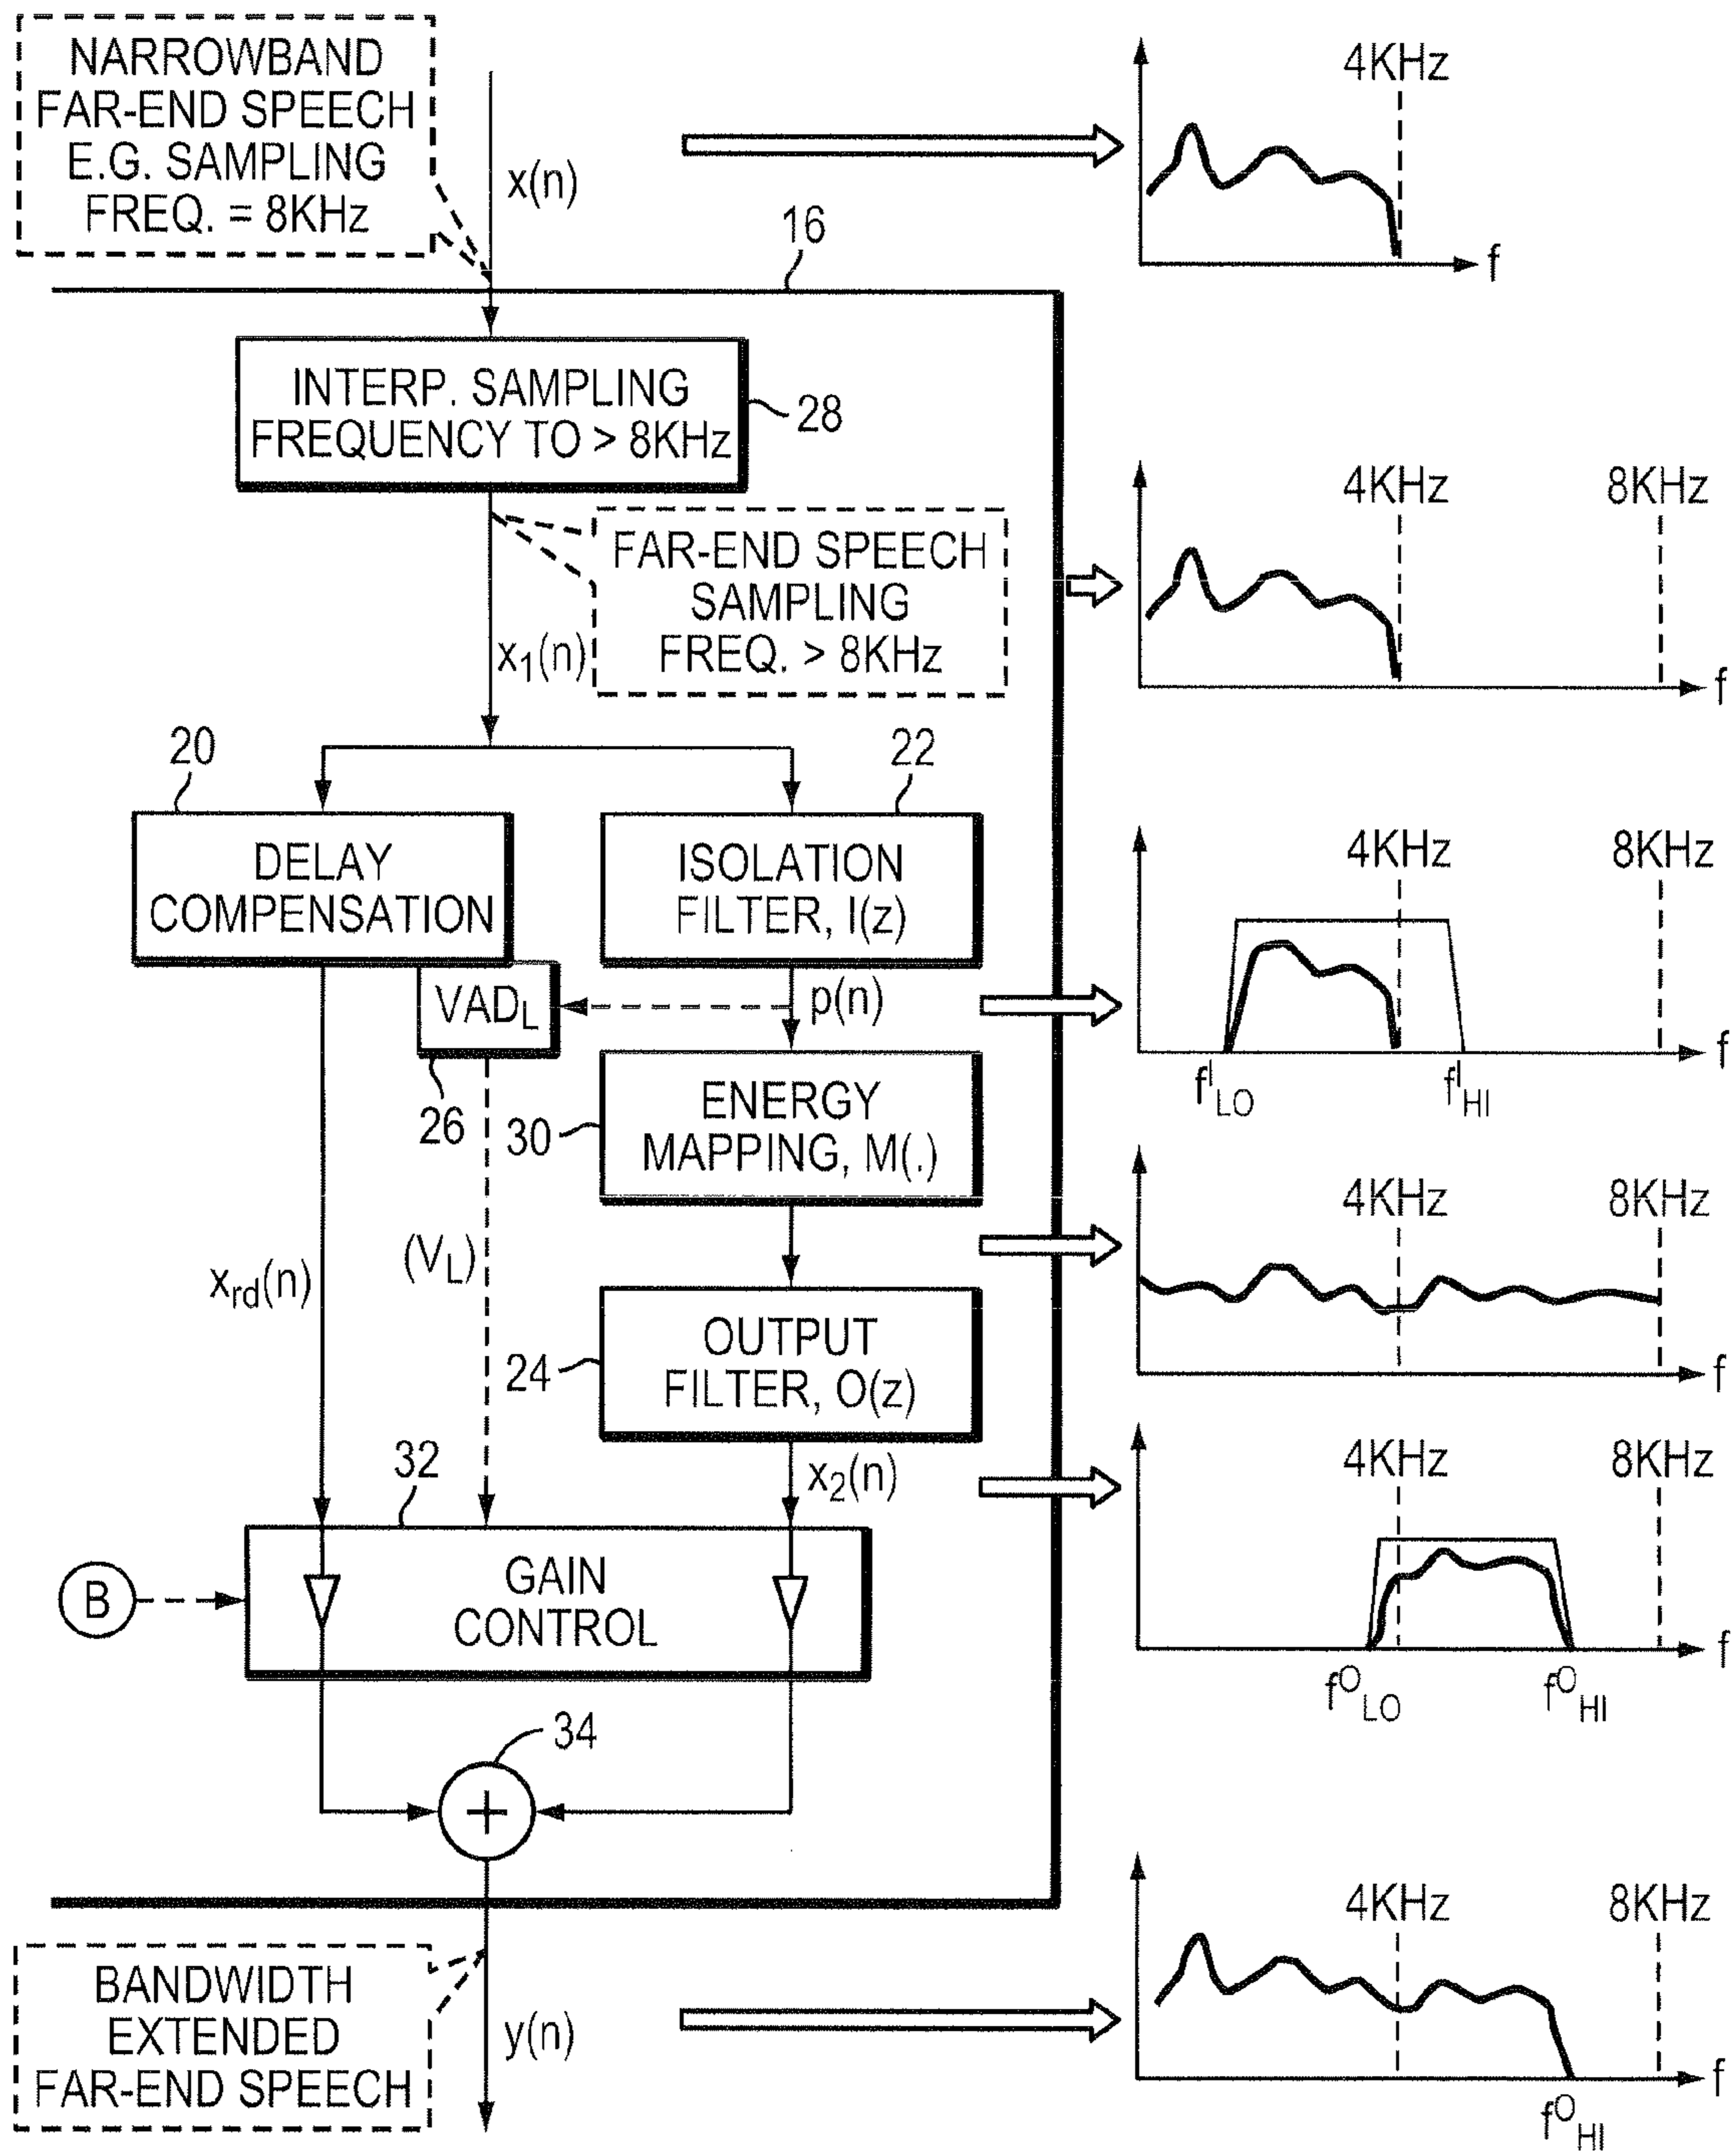 NARROWBAND
FAR-END SPEECH
E.G. SAMPLING
FREQ. = 8KHz
x(n)
4KHz
f
16
INTERP. SAMPLING
FREQUENCY TO > 8KHz
28
FAR-END SPEECH
SAMPLING
FREQ. > 8KHz
x1(n)
4KHz
8KHz
f
20
22
DELAY
COMPENSATION
ISOLATION
FILTER, I(z)
4KHz
8KHz
f
fILO
fIHI
VADL
p(n)
26
30
ENERGY
MAPPING, M(.)
4KHz
8KHz
f
xrd(n)
(VL)
24
OUTPUT
FILTER, O(z)
32
x2(n)
4KHz
8KHz
f
fOLO
fOHI
B
GAIN
CONTROL
34
+
BANDWIDTH
EXTENDED
FAR-END SPEECH
y(n)
4KHz
8KHz
f
fOHI